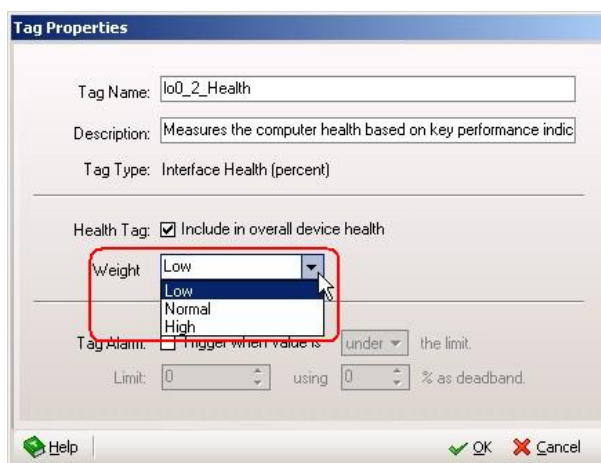 Tag Properties
Tag Name: lo0_2_Health
Description: Measures the computer health based on key performance indic
Tag Type: Interface Health (percent)
Health Tag: Include in overall device health
Weight Low
Low
Normal
High
Tag Alarm: Trigger when value is under the limit.
Limit: 0 using 0 % as deadband.
Help OK Cancel